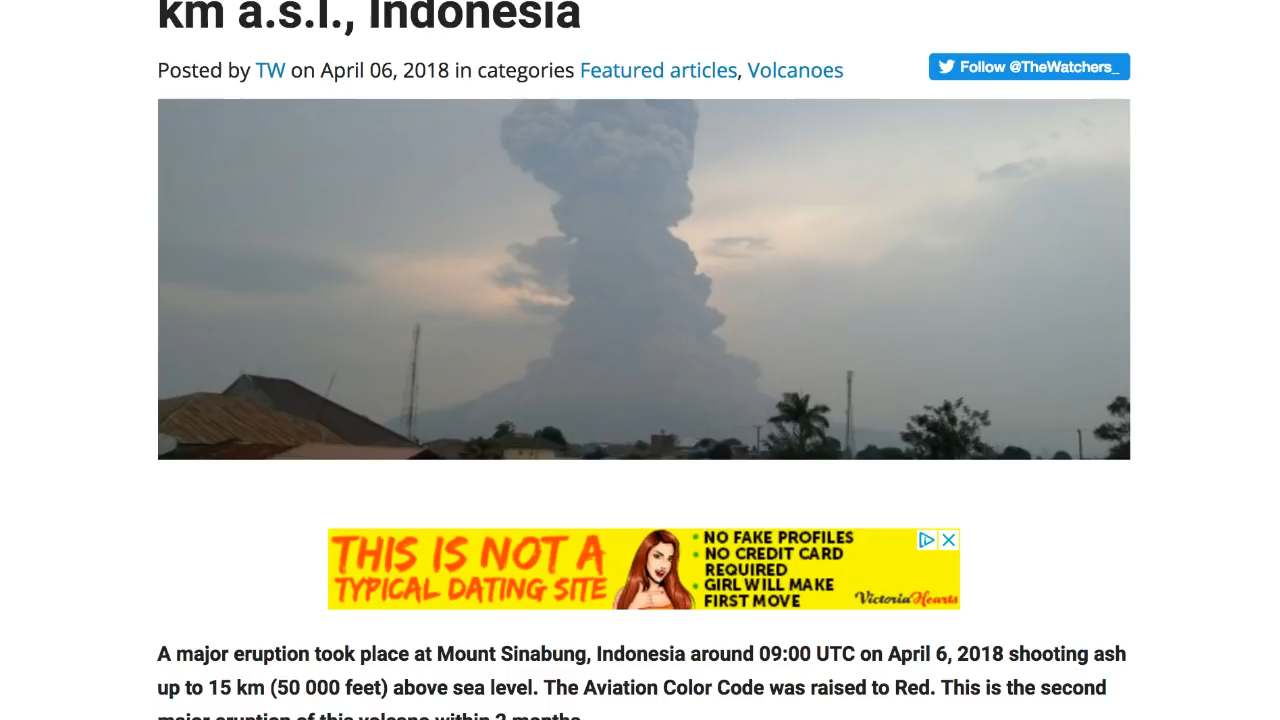 km a.s.l., Indonesia
Posted by TW on April 06, 2018 in categories Featured articles, Volcanoes
Follow @TheWatchers_
THIS IS NOT A
TYPICAL DATING SITE
• NO FAKE PROFILES
• NO CREDIT CARD
REQUIRED
• GIRL WILL MAKE
FIRST MOVE
VictoriaHearts
A major eruption took place at Mount Sinabung, Indonesia around 09:00 UTC on April 6, 2018 shooting ash
up to 15 km (50 000 feet) above sea level. The Aviation Color Code was raised to Red. This is the second
major eruption of this volcano within 2 months.